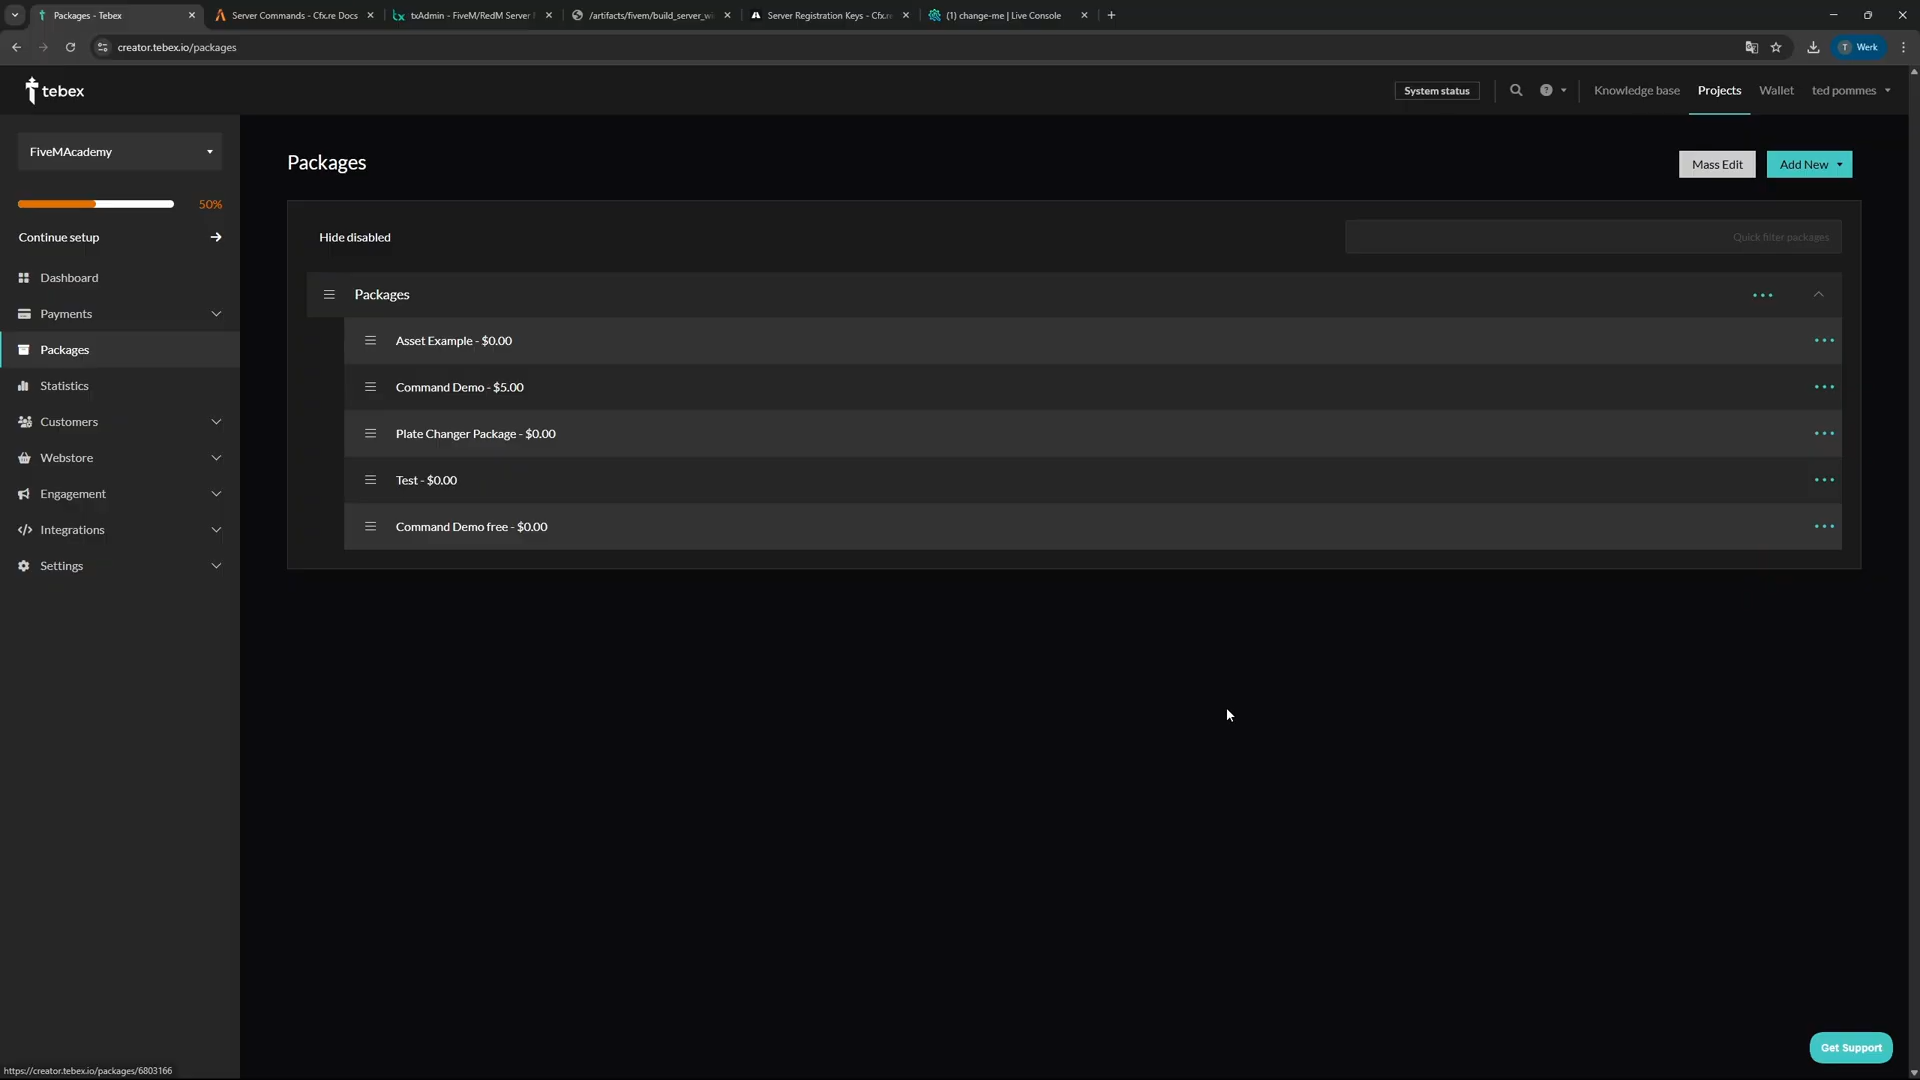 Packages - Tebex
Server Commands - Cfx.re Docs
txAdmin - FiveM/RedM Server
/artifacts/fivem/build_server_wi
Server Registration Keys - Cfx.re
(1) change-me | Live Console
creator.tebex.io/packages
T Werk
tebex
System status
Knowledge base
Projects
Wallet
ted pommes
FiveMAcademy
50%
Continue setup
Dashboard
Payments
Packages
Statistics
Customers
Webstore
Engagement
Integrations
Settings
Packages
Mass Edit
Add New
Hide disabled
Quick filter packages
Packages
Asset Example - $0.00
Command Demo - $5.00
Plate Changer Package - $0.00
Test - $0.00
Command Demo free - $0.00
Get Support
https://creator.tebex.io/packages/6803166